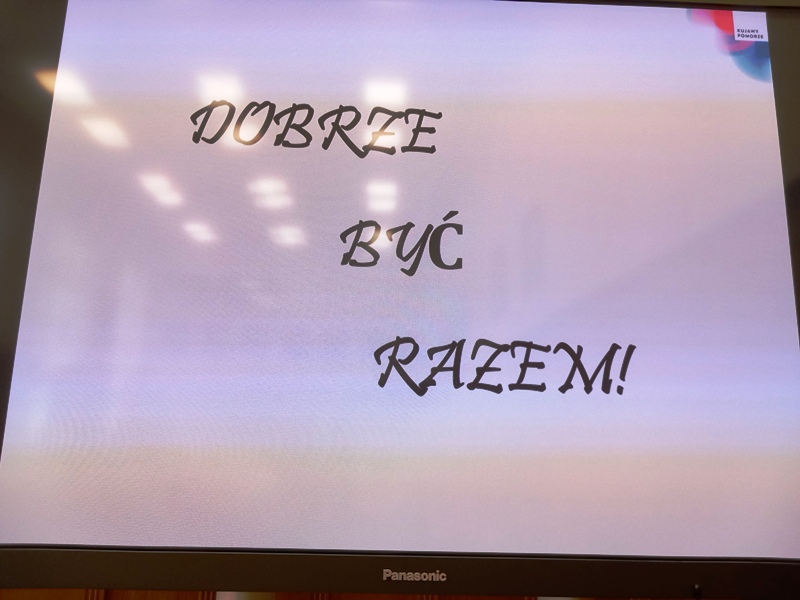 KUJAWY
POMORZE
DOBRZE
BYĆ
RAZEM!
Panasonic